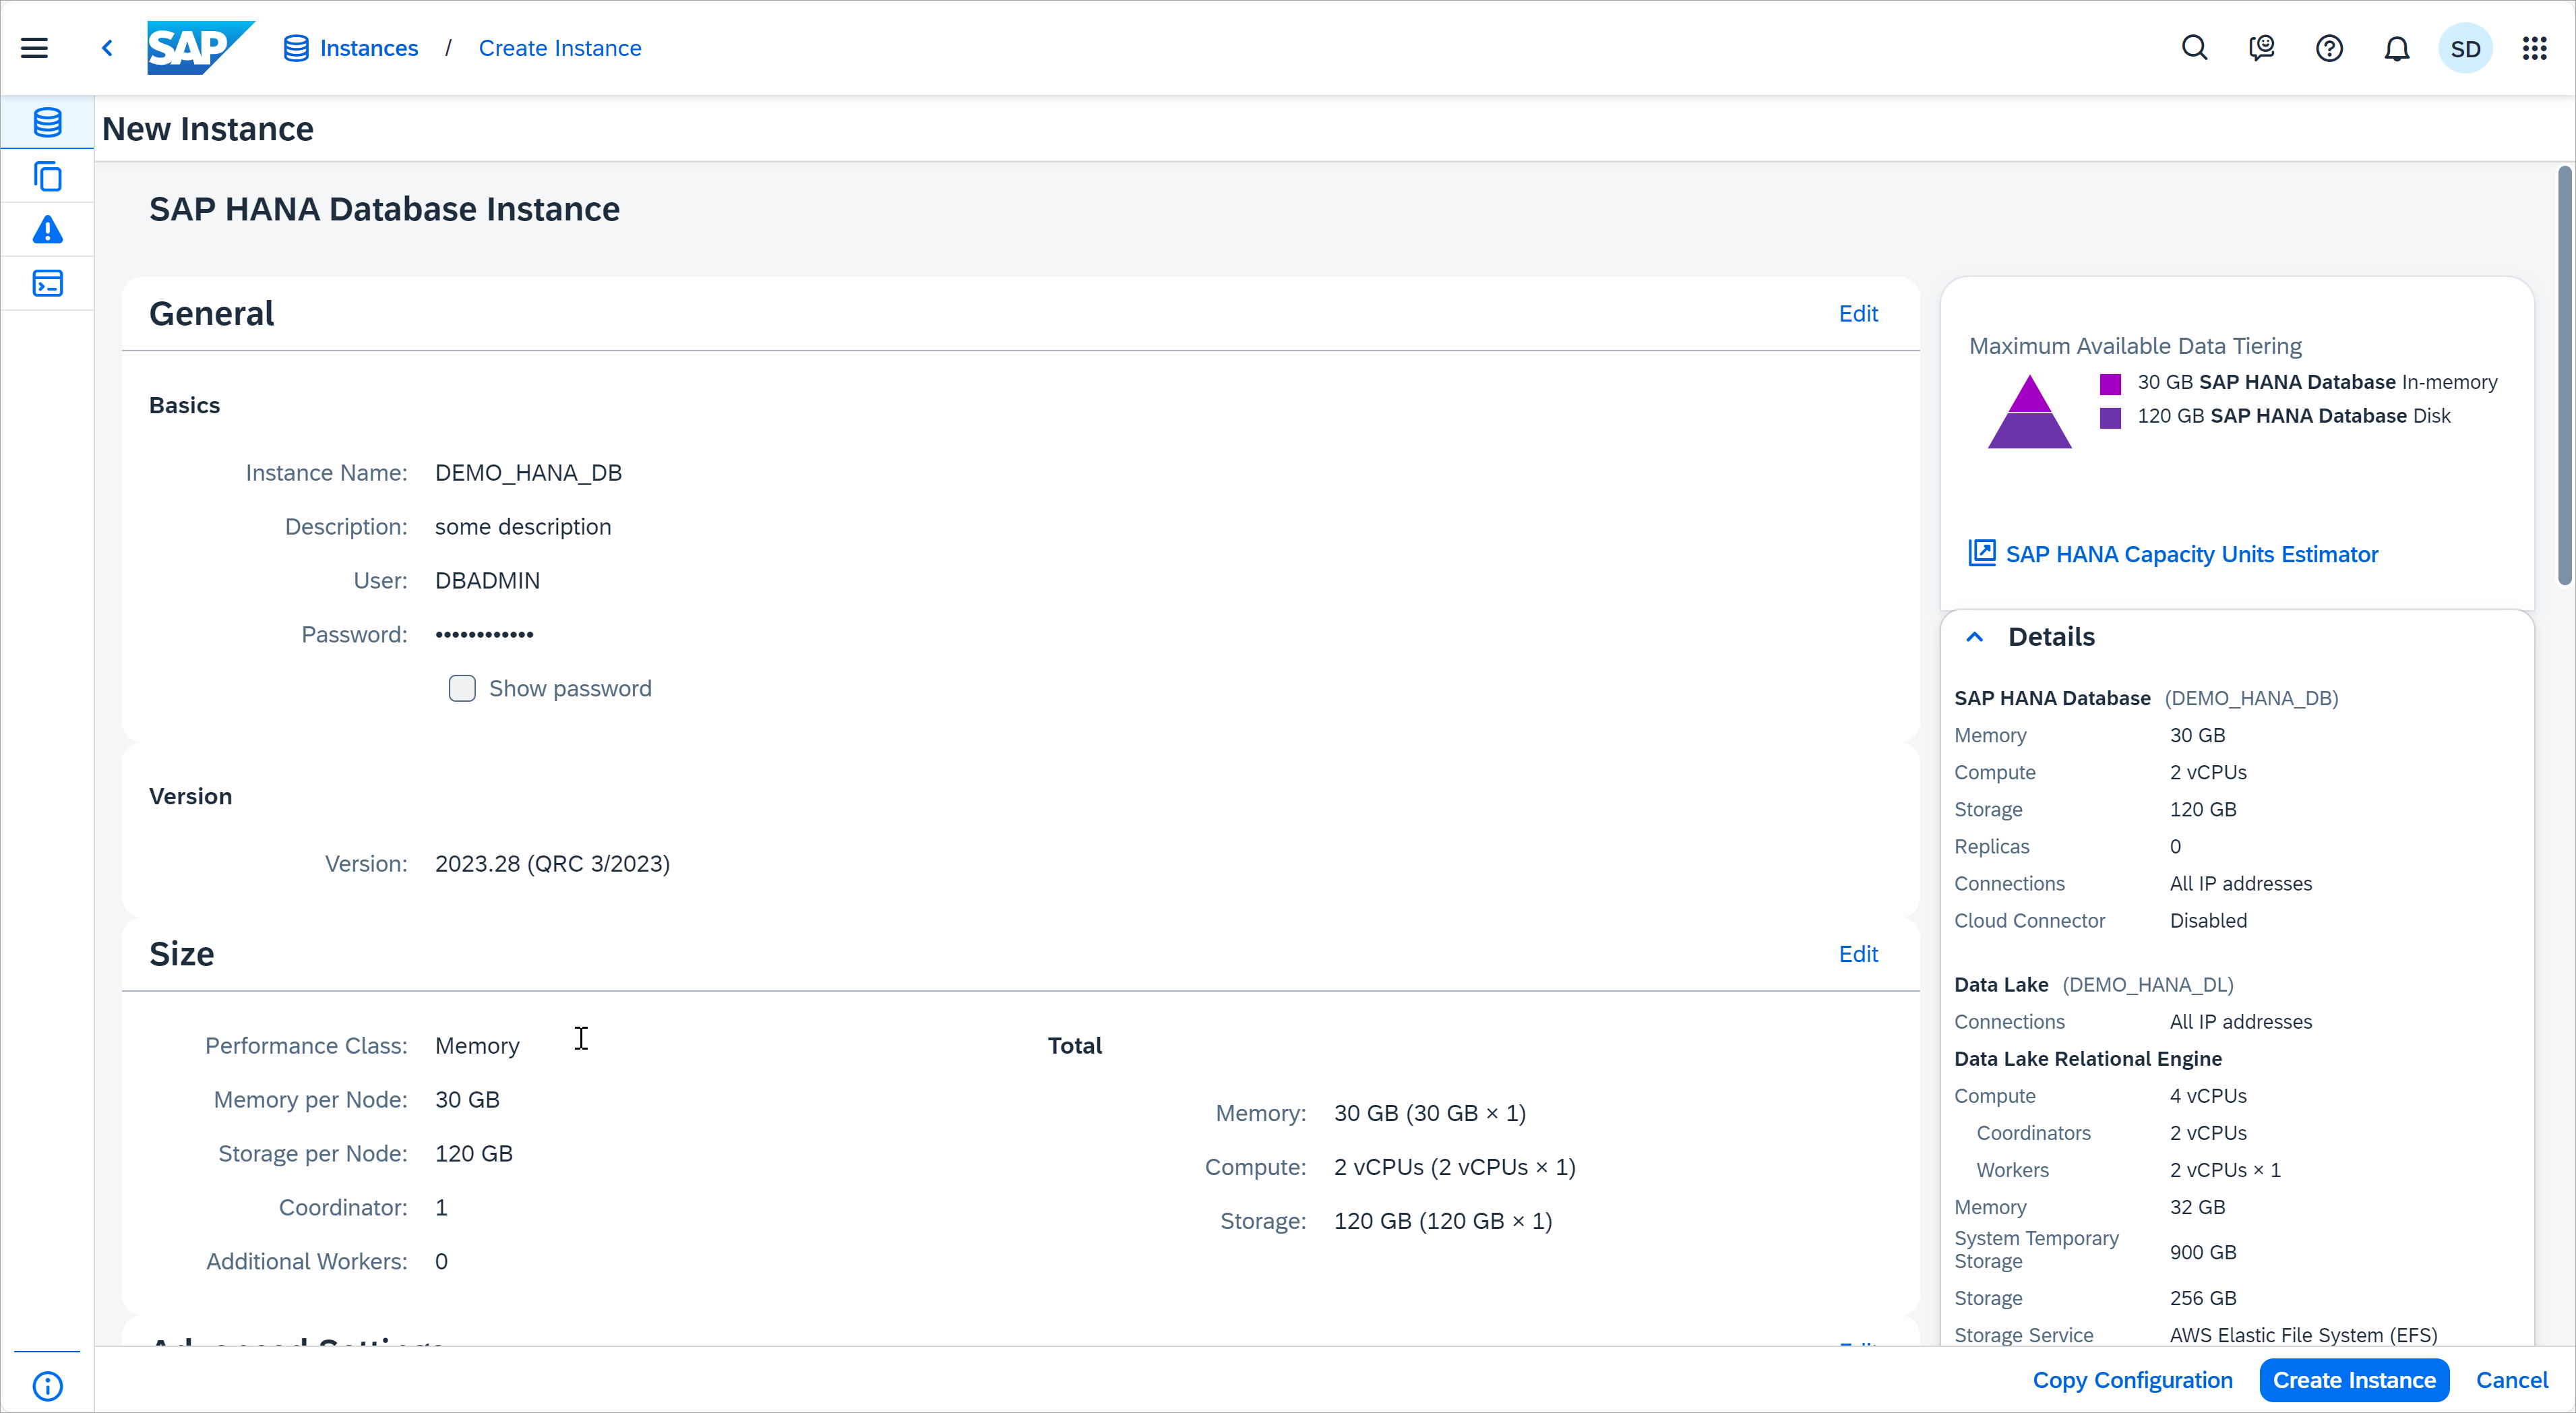 SAP
Instances / Create Instance
SD
New Instance
SAP HANA Database Instance
General
Edit
Basics
Instance Name: DEMO_HANA_DB
Description: some description
User: DBADMIN
Password: ••••••••••••
Show password
Version
Version: 2023.28 (QRC 3/2023)
Size
Edit
Performance Class: Memory
Memory per Node: 30 GB
Storage per Node: 120 GB
Coordinator: 1
Additional Workers: 0
Total
Memory: 30 GB (30 GB × 1)
Compute: 2 vCPUs (2 vCPUs × 1)
Storage: 120 GB (120 GB × 1)
Advanced Settings
Edit
Maximum Available Data Tiering
30 GB SAP HANA Database In-memory
120 GB SAP HANA Database Disk
SAP HANA Capacity Units Estimator
Details
SAP HANA Database (DEMO_HANA_DB)
Memory 30 GB
Compute 2 vCPUs
Storage 120 GB
Replicas 0
Connections All IP addresses
Cloud Connector Disabled
Data Lake (DEMO_HANA_DL)
Connections All IP addresses
Data Lake Relational Engine
Compute 4 vCPUs
Coordinators 2 vCPUs
Workers 2 vCPUs × 1
Memory 32 GB
System Temporary
Storage 900 GB
Storage 256 GB
Storage Service AWS Elastic File System (EFS)
Copy Configuration
Create Instance
Cancel